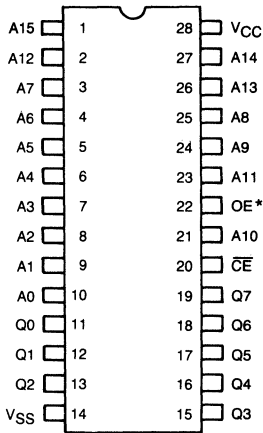 A15 1 28 VCC
A12 2 27 A14
A7 3 26 A13
A6 4 25 A8
A5 5 24 A9
A4 6 23 A11
A3 7 22 OE*
A2 8 21 A10
A1 9 20 C̅E̅
A0 10 19 Q7
Q0 11 18 Q6
Q1 12 17 Q5
Q2 13 16 Q4
VSS 14 15 Q3